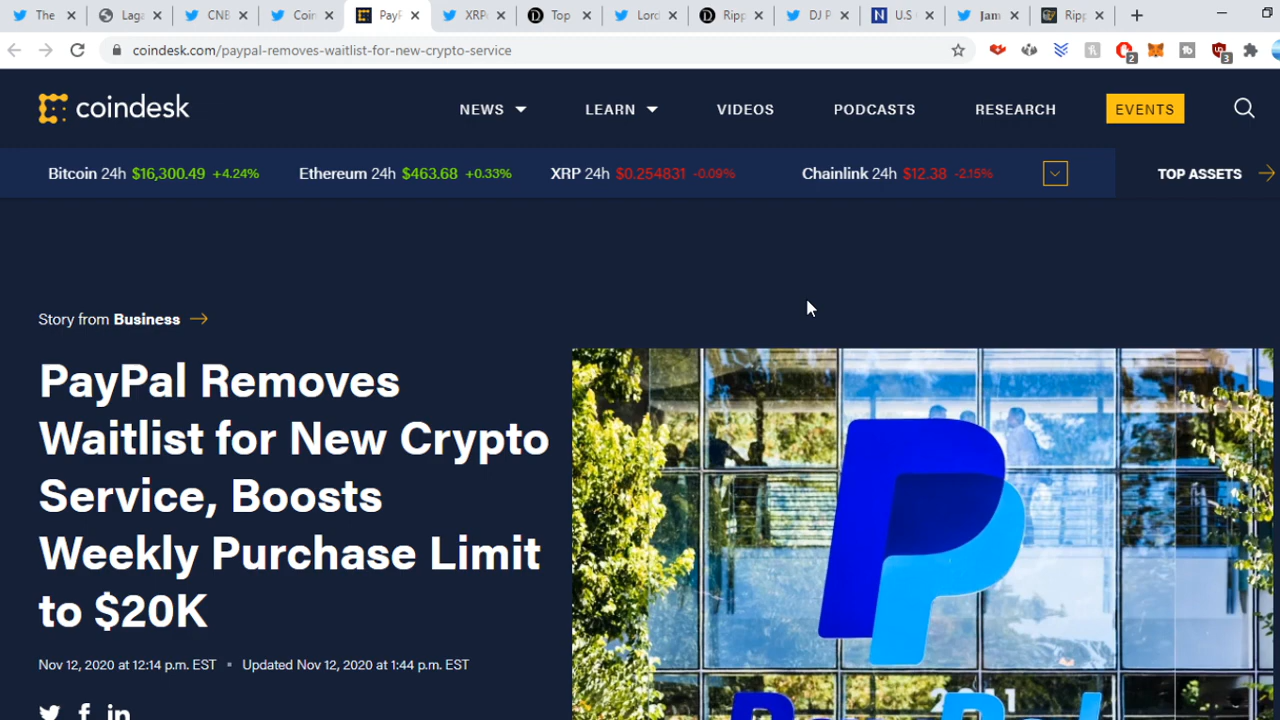 The
Laga
CNB
Coin
PayP
XRP
Top
Lord
Ripp
DJ P
U.S
Jam
Ripp
coindesk.com/paypal-removes-waitlist-for-new-crypto-service
2
3
coindesk
NEWS
LEARN
VIDEOS
PODCASTS
RESEARCH
EVENTS
Bitcoin 24h $16,300.49 +4.24%
Ethereum 24h $463.68 +0.33%
XRP 24h $0.254831 -0.09%
Chainlink 24h $12.38 -2.15%
TOP ASSETS
Story from Business
PayPal Removes
Waitlist for New Crypto
Service, Boosts
Weekly Purchase Limit
to $20K
Nov 12, 2020 at 12:14 p.m. EST
Updated Nov 12, 2020 at 1:44 p.m. EST